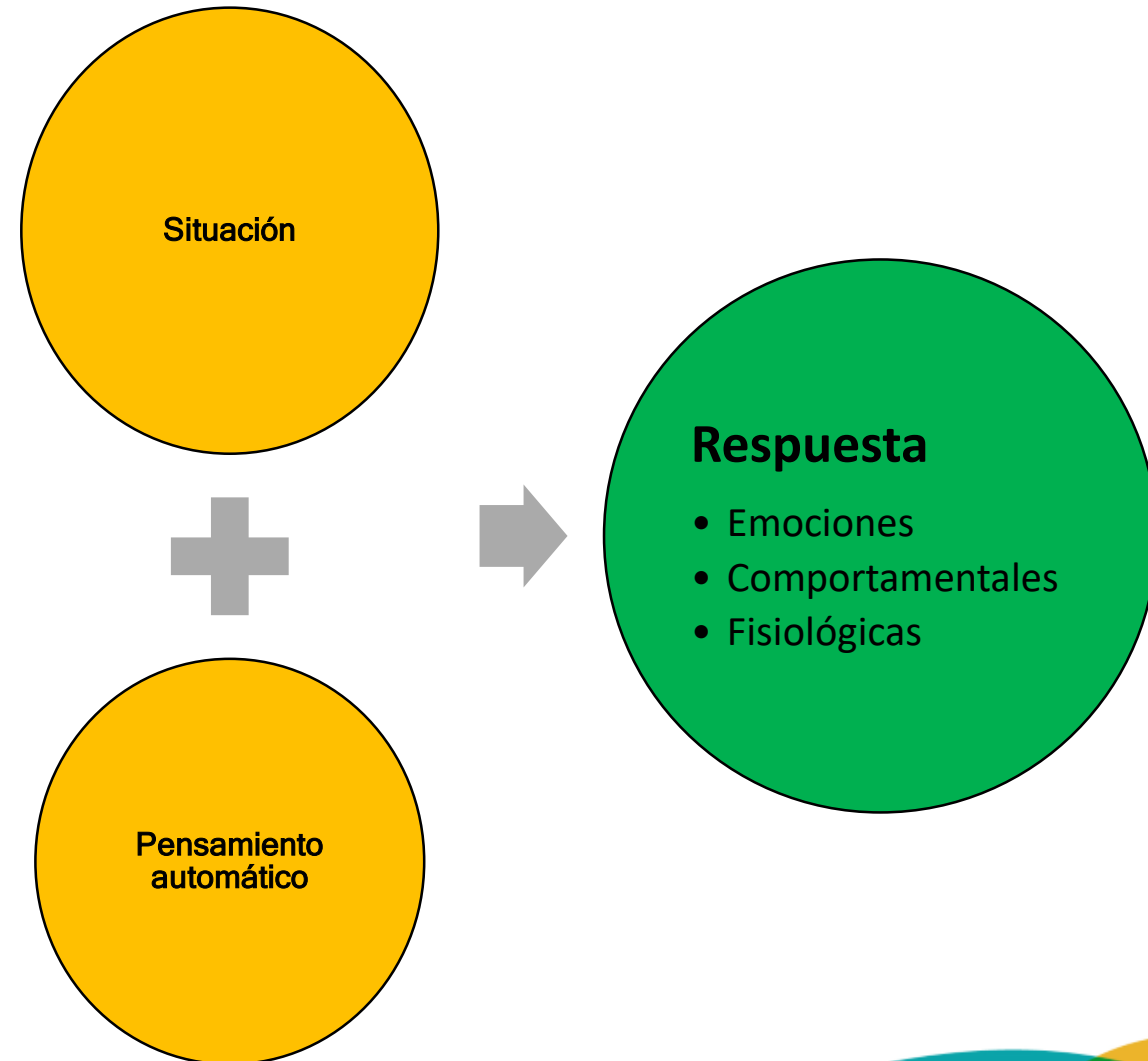 Situación
Pensamiento
automático
Respuesta
• Emociones
• Comportamentales
• Fisiológicas